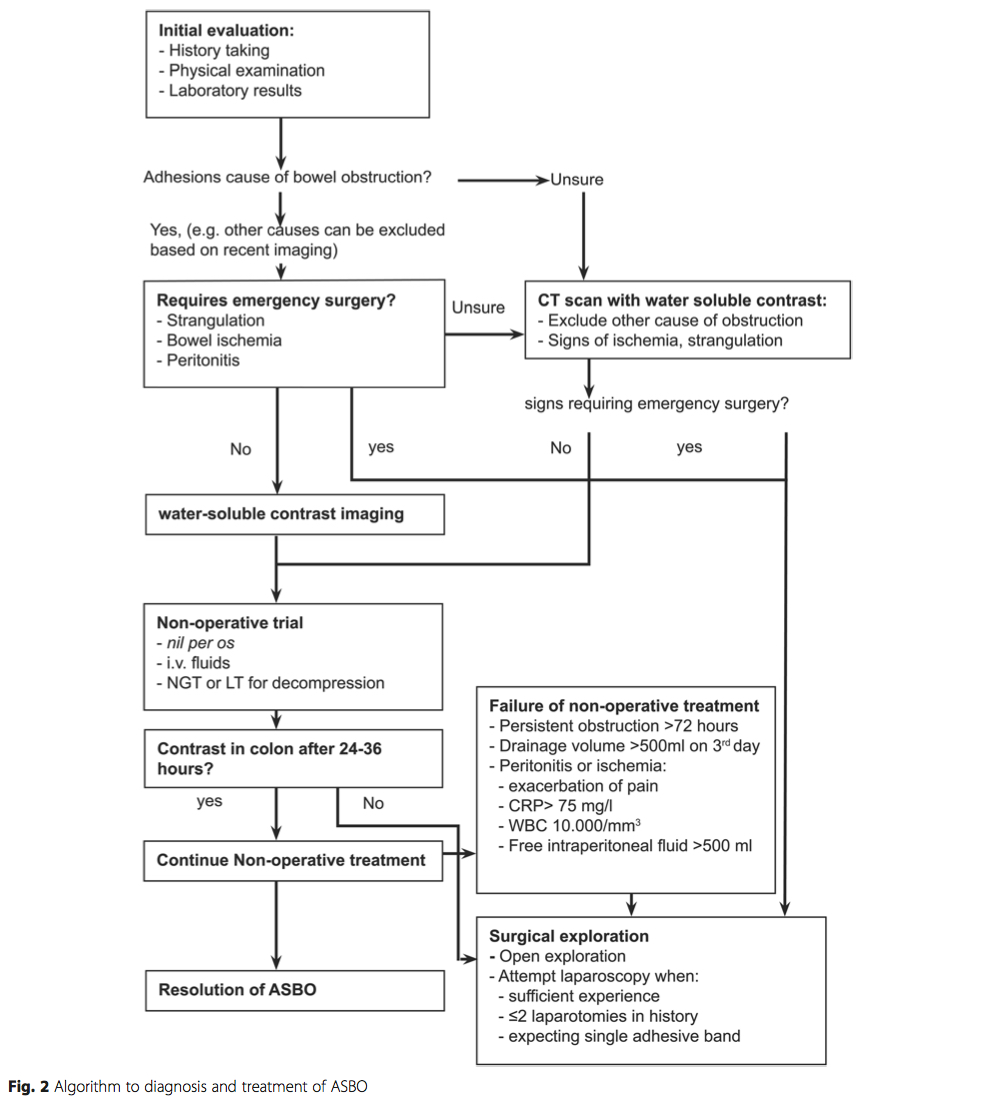 Initial evaluation:
- History taking
- Physical examination
- Laboratory results
Adhesions cause of bowel obstruction?
Unsure
Yes, (e.g. other causes can be excluded
based on recent imaging)
Requires emergency surgery?
- Strangulation
- Bowel ischemia
- Peritonitis
Unsure
CT scan with water soluble contrast:
- Exclude other cause of obstruction
- Signs of ischemia, strangulation
signs requiring emergency surgery?
No
yes
No
yes
water-soluble contrast imaging
Non-operative trial
- nil per os
- i.v. fluids
- NGT or LT for decompression
Contrast in colon after 24-36
hours?
yes
No
Continue Non-operative treatment
Resolution of ASBO
Failure of non-operative treatment
- Persistent obstruction >72 hours
- Drainage volume >500ml on 3rd day
- Peritonitis or ischemia:
- exacerbation of pain
- CRP> 75 mg/l
- WBC 10.000/mm³
- Free intraperitoneal fluid >500 ml
Surgical exploration
- Open exploration
- Attempt laparoscopy when:
- sufficient experience
- ≤2 laparotomies in history
- expecting single adhesive band
Fig. 2 Algorithm to diagnosis and treatment of ASBO